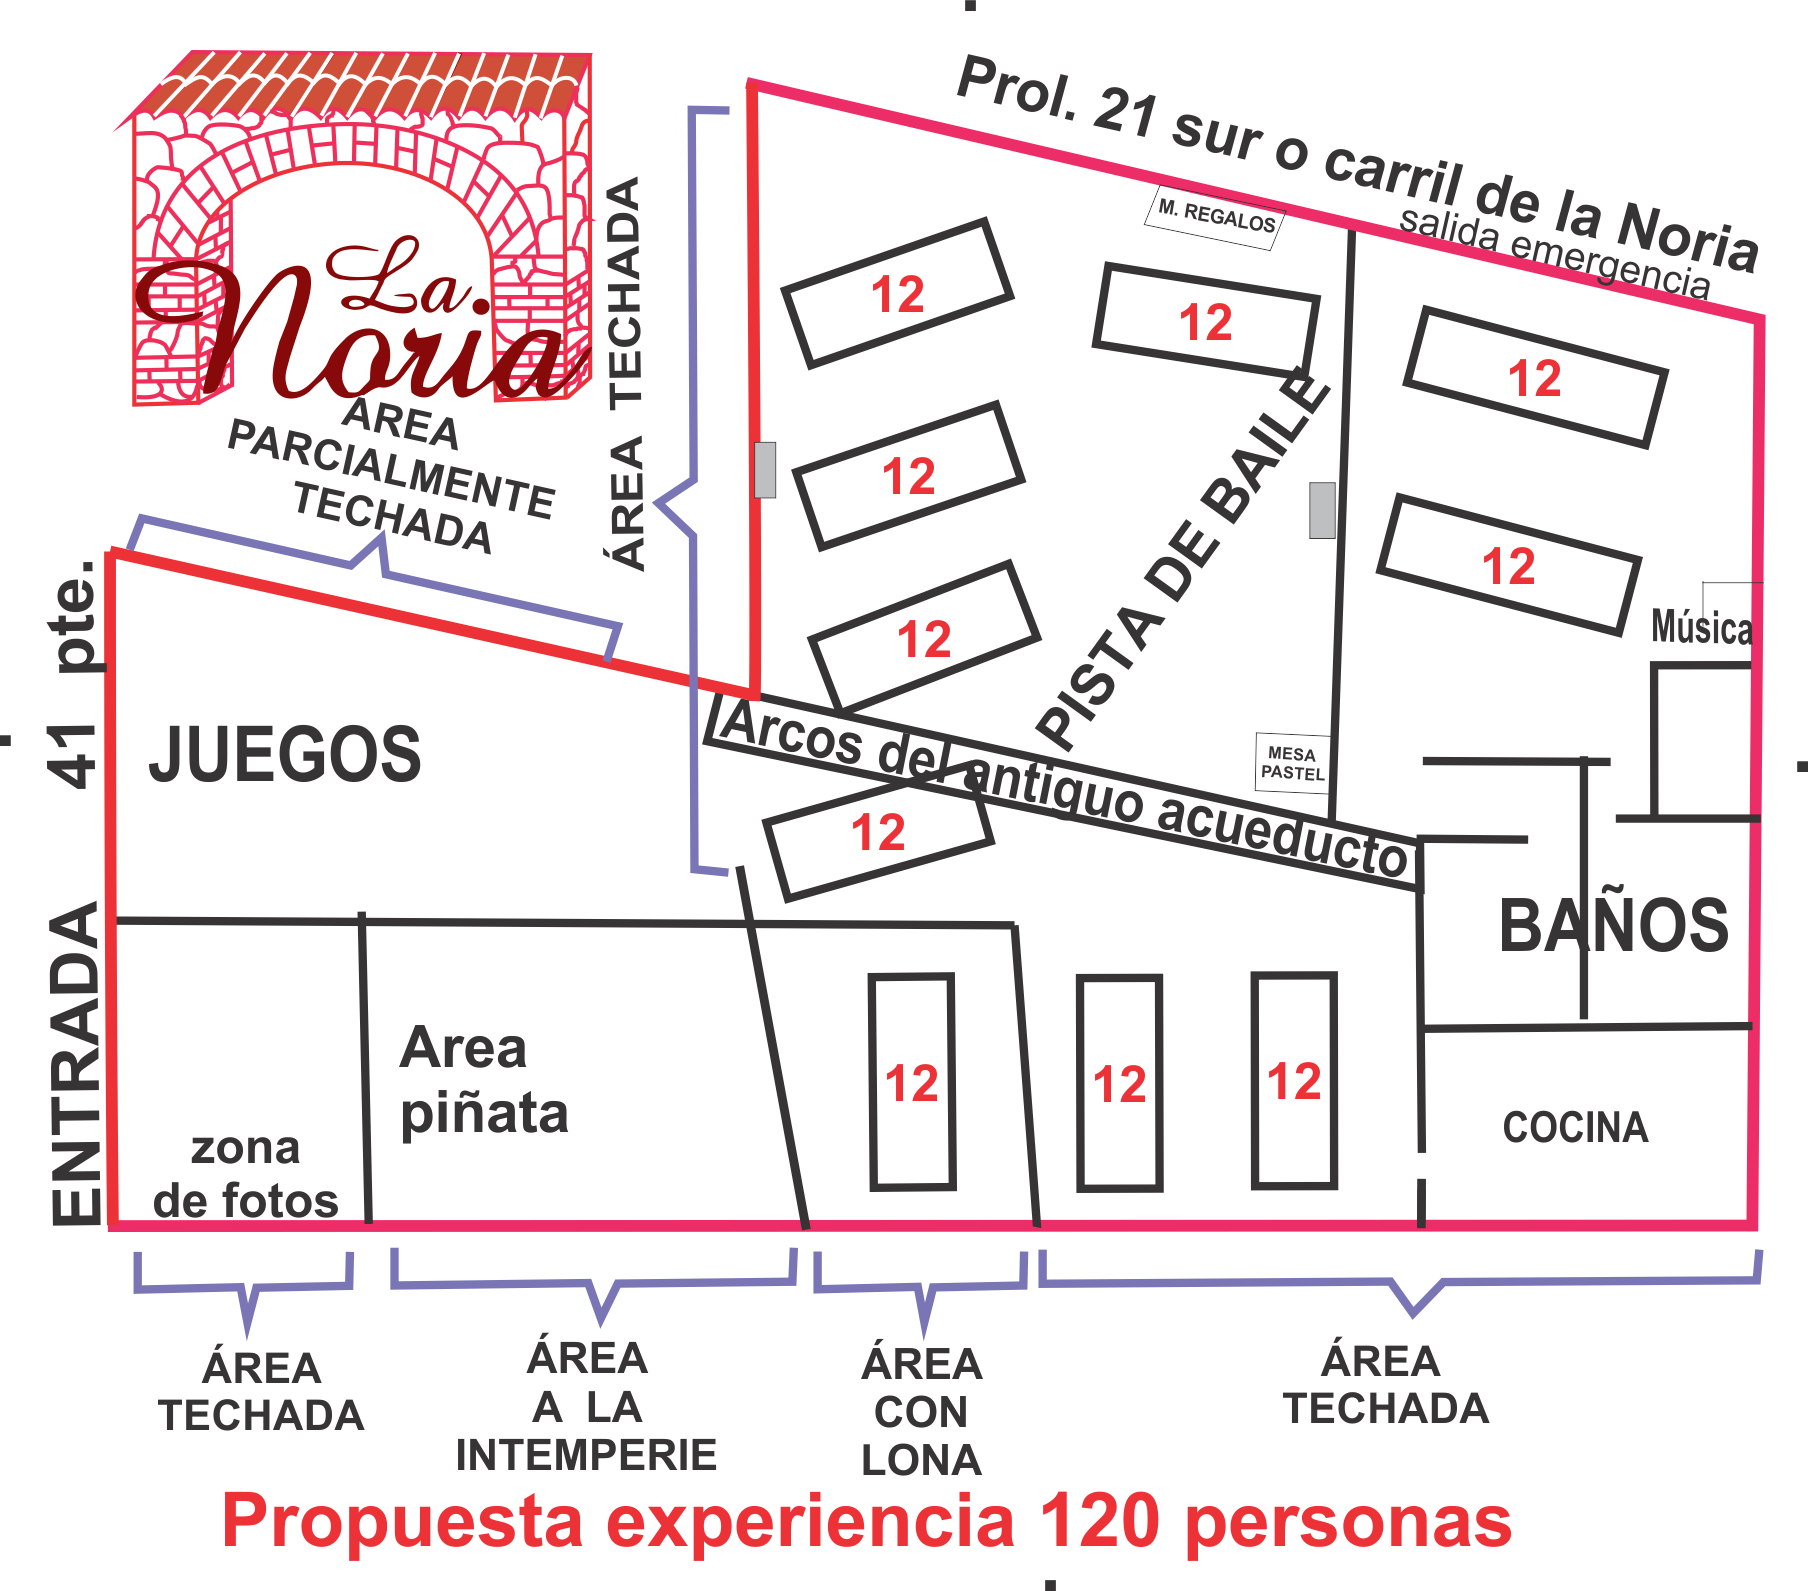 La
Noria
Prol. 21 sur o carril de la Noria
salida emergencia
M. REGALOS
AREA
PARCIALMENTE
TECHADA
ÁREA TECHADA
12
12
12
12
12
12
PISTA DE BAILE
Música
41 pte.
ENTRADA
JUEGOS
Arcos del antiquo acueducto
MESA
PASTEL
12
BAÑOS
Area
piñata
12
12
12
COCINA
zona
de fotos
ÁREA
TECHADA
ÁREA
A LA
INTEMPERIE
ÁREA
CON
LONA
ÁREA
TECHADA
Propuesta experiencia 120 personas